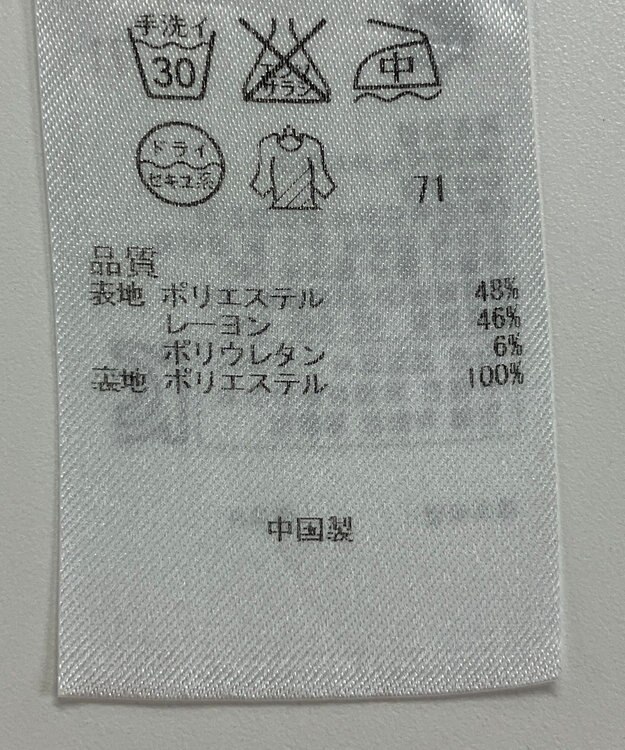 手洗イ
30
エンソ
サラシ
中
ドライ
セキユ系
71
品質
表地 ポリエステル 48%
レーヨン 46%
ポリウレタン 6%
裏地 ポリエステル 100%
中国製